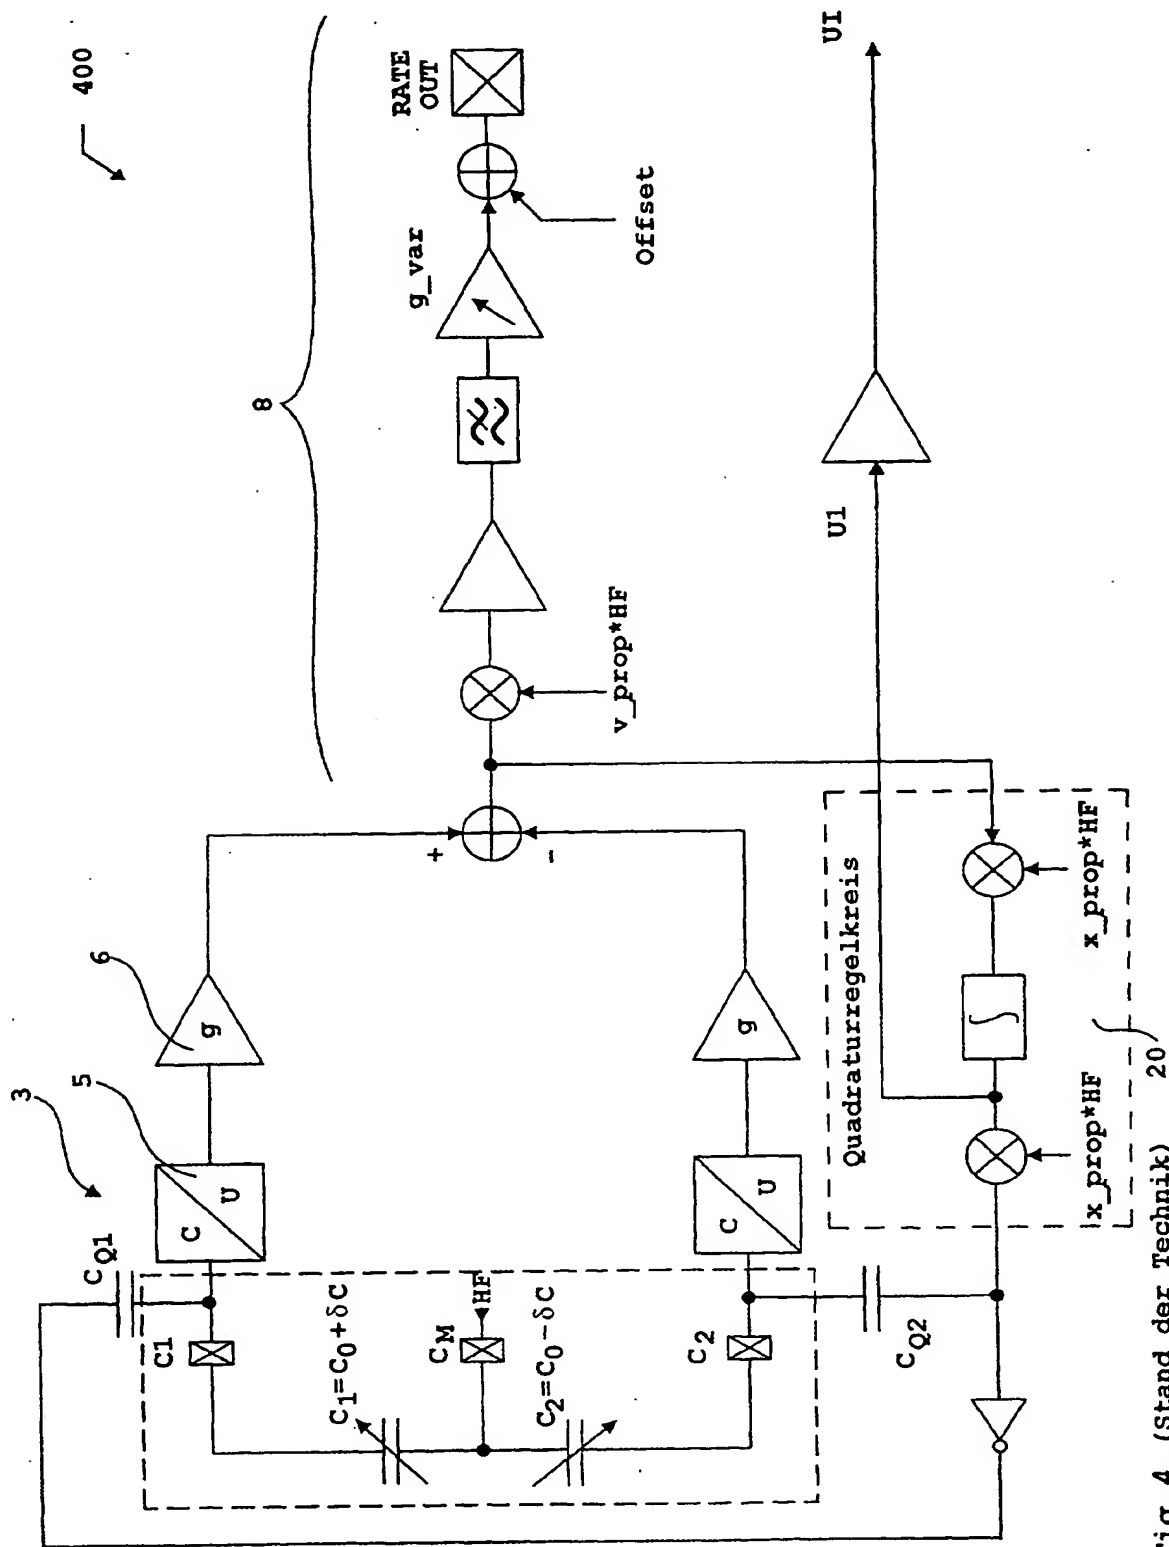 400
8
RATE
OUT
g_var
Offset
v_prop*HF
UI
U1
3
5
6
g
C
U
+
-
g
C
U
CQ1
C1
C1=C0+δC
CM
HF
C2=C0-δC
C2
CQ2
Quadraturregelkreis
x_prop*HF
x_prop*HF
20
Fig. 4 (Stand der Technik)